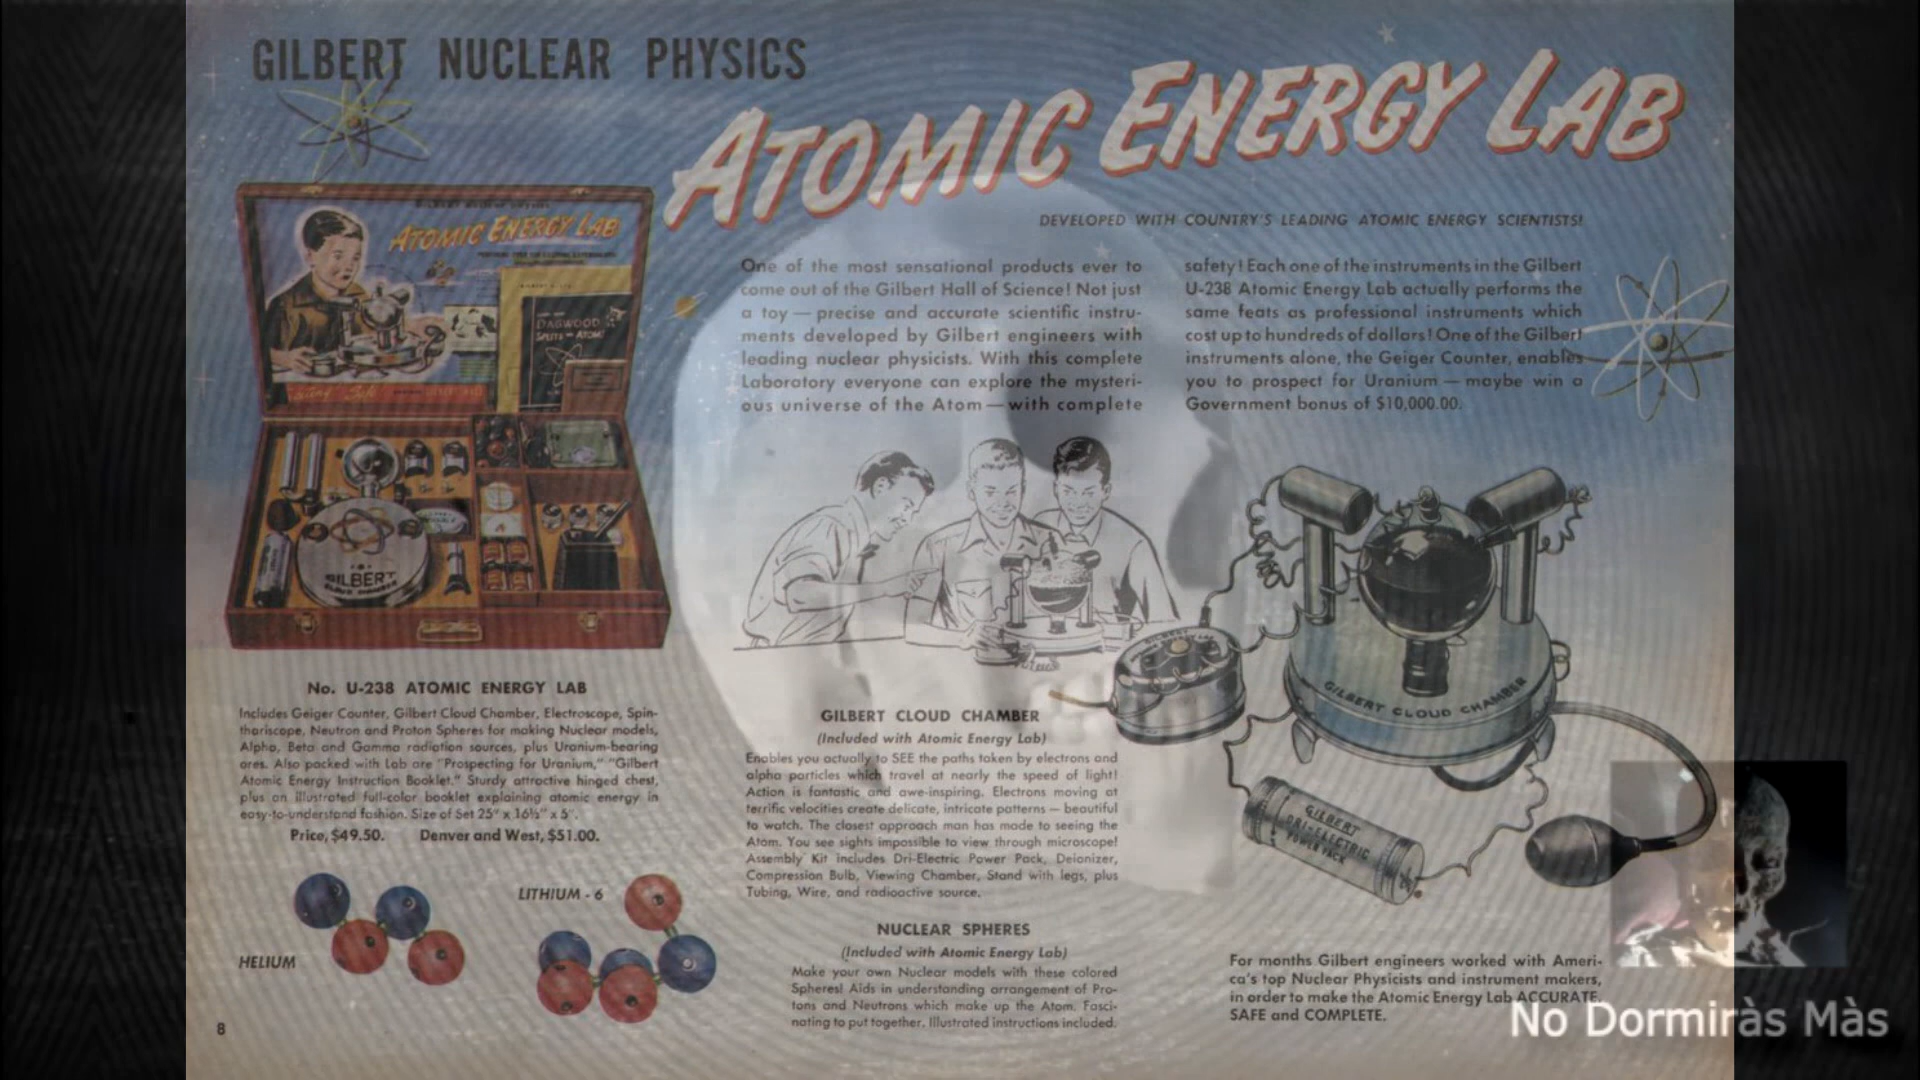 GILBERT NUCLEAR PHYSICS
ATOMIC ENERGY LAB
DEVELOPED WITH COUNTRY'S LEADING ATOMIC ENERGY SCIENTISTS!
One of the most sensational products ever to
come out of the Gilbert Hall of Science! Not just
a toy — precise and accurate scientific instru-
ments developed by Gilbert engineers with
leading nuclear physicists. With this complete
Laboratory everyone can explore the mysteri-
ous universe of the Atom — with complete
safety! Each one of the instruments in the Gilbert
U-238 Atomic Energy Lab actually performs the
same feats as professional instruments which
cost up to hundreds of dollars! One of the Gilbert
instruments alone, the Geiger Counter, enables
you to prospect for Uranium — maybe win a
Government bonus of $10,000.00.
ATOMIC ENERGY LAB
DAGWOOD
SPLITS THE ATOM!
GILBERT
CLOUD CHAMBER
No. U-238 ATOMIC ENERGY LAB
Includes Geiger Counter, Gilbert Cloud Chamber, Electroscope, Spin-
thariscope, Neutron and Proton Spheres for making Nuclear models,
Alpha, Beta and Gamma radiation sources, plus Uranium-bearing
ores. Also packed with Lab are "Prospecting for Uranium," "Gilbert
Atomic Energy Instruction Booklet." Sturdy attractive hinged chest,
plus an illustrated full-color booklet explaining atomic energy in
easy-to-understand fashion. Size of Set 25" x 16½" x 5".
Price, $49.50. Denver and West, $51.00.
HELIUM
LITHIUM - 6
GILBERT CLOUD CHAMBER
(Included with Atomic Energy Lab)
Enables you actually to SEE the paths taken by electrons and
alpha particles which travel at nearly the speed of light!
Action is fantastic and awe-inspiring. Electrons moving at
terrific velocities create delicate, intricate patterns — beautiful
to watch. The closest approach man has made to seeing the
Atom. You see sights impossible to view through microscope!
Assembly Kit includes Dri-Electric Power Pack, Deionizer,
Compression Bulb, Viewing Chamber, Stand with legs, plus
Tubing, Wire, and radioactive source.
NUCLEAR SPHERES
(Included with Atomic Energy Lab)
Make your own Nuclear models with these colored
Spheres! Aids in understanding arrangement of Pro-
tons and Neutrons which make up the Atom. Fasci-
nating to put together. Illustrated instructions included.
GILBERT CLOUD CHAMBER
GILBERT
DRI-ELECTRIC
POWER PACK
For months Gilbert engineers worked with Ameri-
ca's top Nuclear Physicists and instrument makers,
in order to make the Atomic Energy Lab ACCURATE,
SAFE and COMPLETE.
No Dormiràs Màs
8